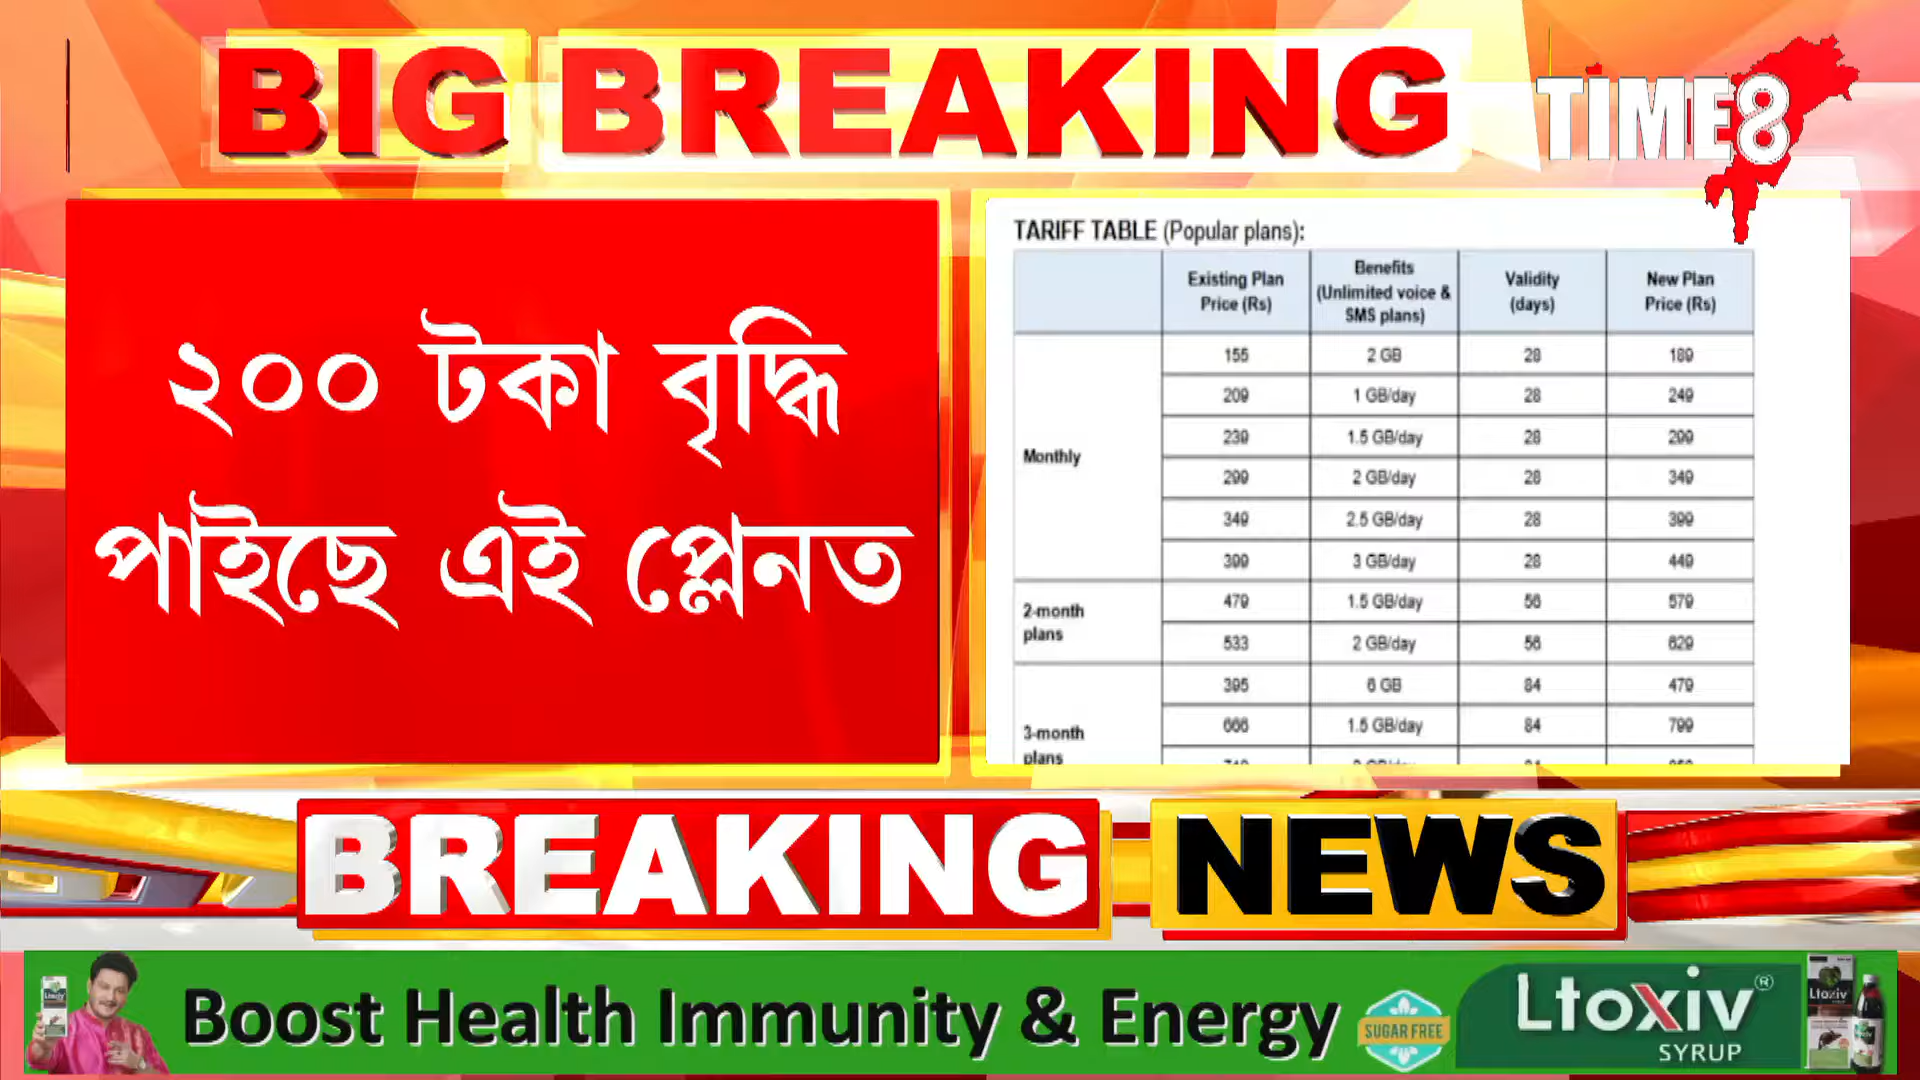 BIG BREAKING
TIME8
২০০ টকা বৃদ্ধি
পাইছে এই প্লেনত
TARIFF TABLE (Popular plans):
Existing Plan Price (Rs) Benefits (Unlimited voice & SMS plans) Validity (days) New Plan Price (Rs)
Monthly
155 2 GB 28 189
209 1 GB/day 28 249
239 1.5 GB/day 28 299
299 2 GB/day 28 349
349 2.5 GB/day 28 399
399 3 GB/day 28 449
2-month plans
479 1.5 GB/day 56 579
533 2 GB/day 56 629
3-month plans
395 6 GB 84 479
666 1.5 GB/day 84 799
BREAKING NEWS
Boost Health Immunity & Energy
SUGAR FREE
Ltoxiv®
SYRUP
Ltoxiv